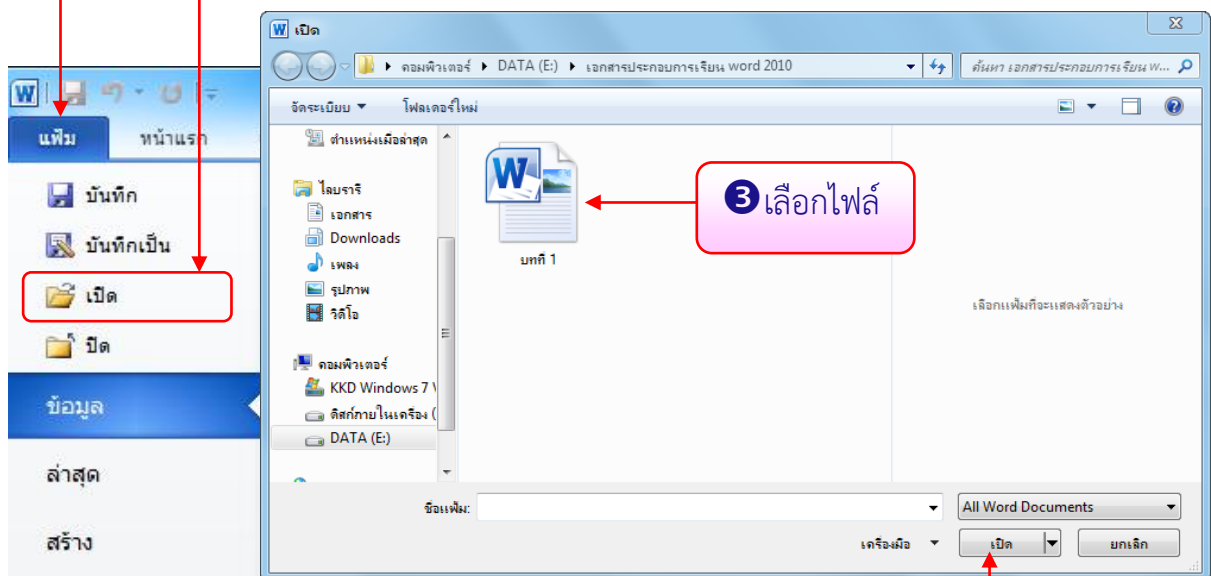 แฟ้ม
หน้าแรก
บันทึก
บันทึกเป็น
เปิด
ปิด
ข้อมูล
ล่าสุด
สร้าง
เปิด
คอมพิวเตอร์ ▸ DATA (E:) ▸ เอกสารประกอบการเรียน word 2010
ค้นหา เอกสารประกอบการเรียน w...
จัดระเบียบ
โฟลเดอร์ใหม่
ตำแหน่งเมื่อล่าสุด
ไลบรารี
เอกสาร
Downloads
เพลง
รูปภาพ
วิดีโอ
คอมพิวเตอร์
KKD Windows 7
ดิสก์ภายในเครื่อง (
DATA (E:)
บทที่ 1
❸เลือกไฟล์
เลือกแฟ้มที่จะแสดงตัวอย่าง
ชื่อแฟ้ม:
All Word Documents
เครื่องมือ
เปิด
ยกเลิก